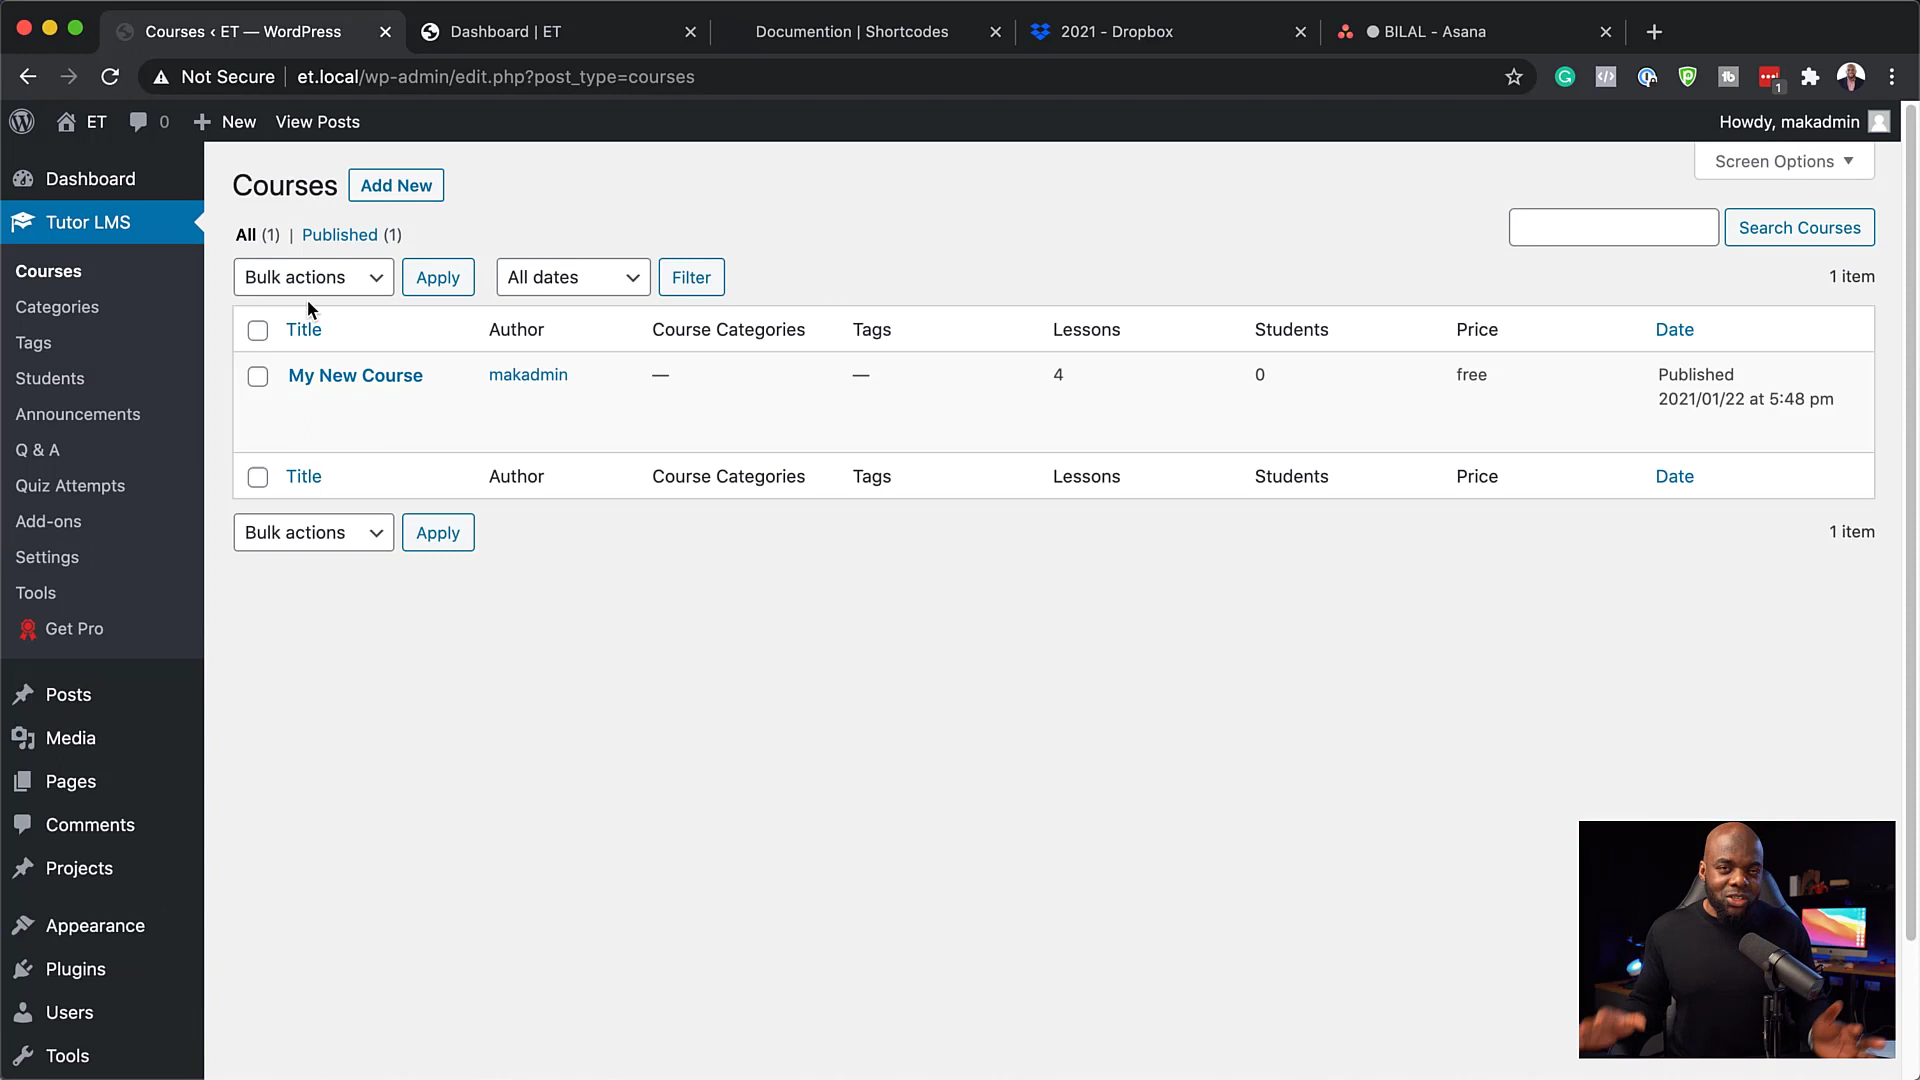 Courses ‹ ET — WordPress
Dashboard | ET
Documention | Shortcodes
2021 - Dropbox
BILAL - Asana
Not Secure
et.local/wp-admin/edit.php?post_type=courses
1
ET
0
New
View Posts
Howdy, makadmin
Dashboard
Tutor LMS
Courses
Categories
Tags
Students
Announcements
Q & A
Quiz Attempts
Add-ons
Settings
Tools
Get Pro
Posts
Media
Pages
Comments
Projects
Appearance
Plugins
Users
Tools
Screen Options
Courses
Add New
All (1) | Published (1)
Search Courses
Bulk actions
Apply
All dates
Filter
1 item
Title Author Course Categories Tags Lessons Students Price Date
My New Course makadmin — — 4 0 free Published
2021/01/22 at 5:48 pm
Title Author Course Categories Tags Lessons Students Price Date
Bulk actions
Apply
1 item